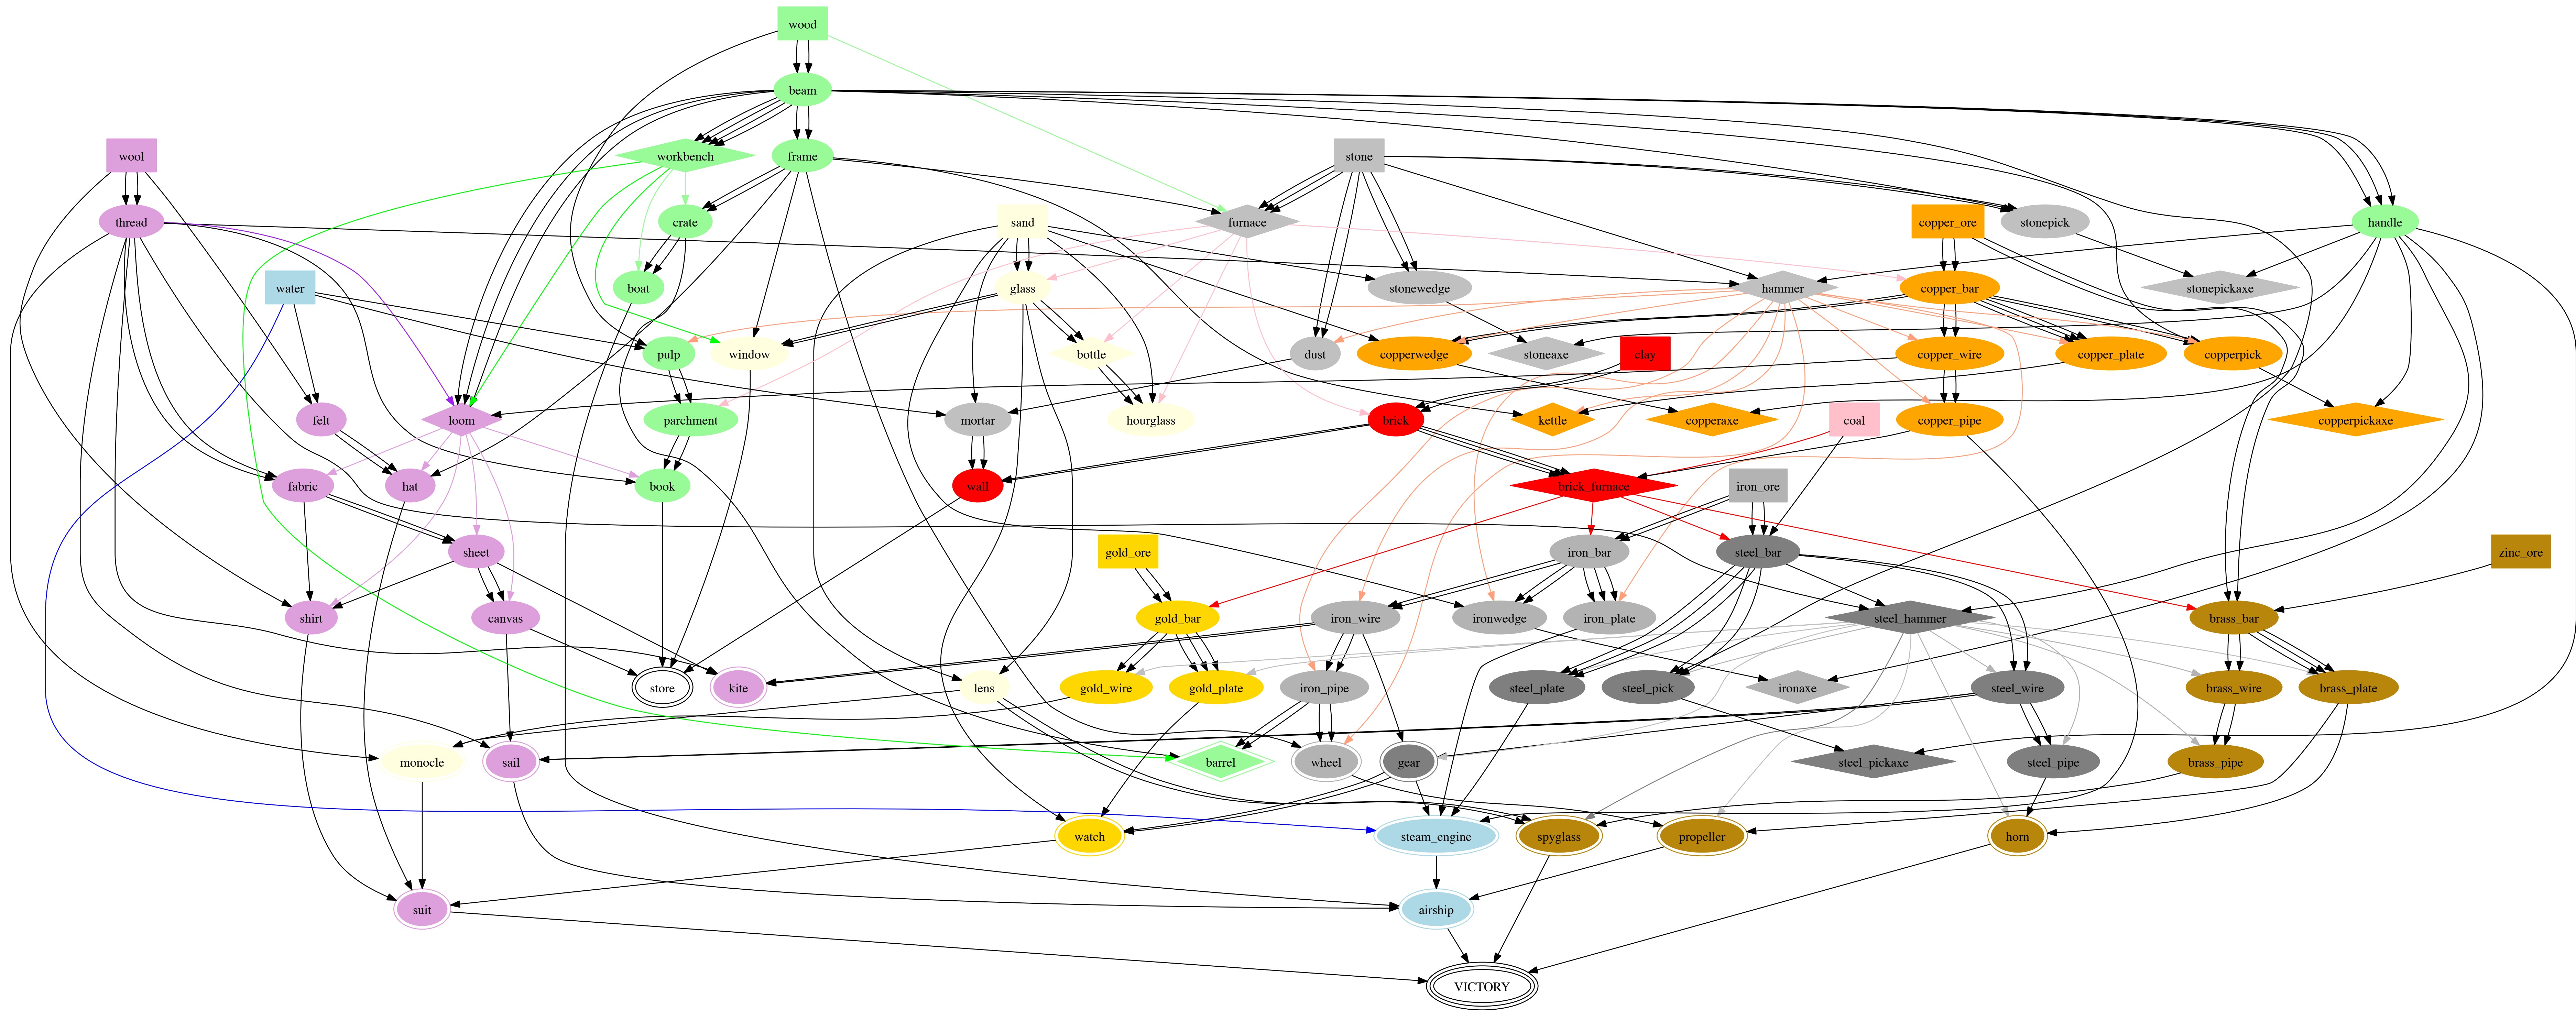 wood
beam
wool
workbench
frame
stone
thread
crate
sand
furnace
copper_ore
stonepick
handle
water
boat
glass
stonewedge
hammer
copper_bar
stonepickaxe
pulp
window
bottle
dust
copperwedge
stoneaxe
clay
copper_wire
copper_plate
copperpick
felt
loom
parchment
mortar
hourglass
brick
kettle
copperaxe
coal
copper_pipe
copperpickaxe
fabric
hat
book
wall
brick_furnace
iron_ore
sheet
gold_ore
iron_bar
steel_bar
zinc_ore
shirt
canvas
gold_bar
iron_wire
ironwedge
iron_plate
steel_hammer
brass_bar
store
kite
lens
gold_wire
gold_plate
iron_pipe
steel_plate
steel_pick
ironaxe
steel_wire
brass_wire
brass_plate
monocle
sail
barrel
wheel
gear
steel_pickaxe
steel_pipe
brass_pipe
watch
steam_engine
spyglass
propeller
horn
suit
airship
VICTORY